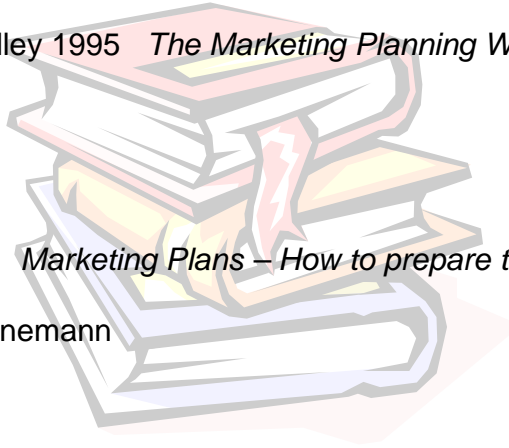 lley 1995 The Marketing Planning W
Marketing Plans – How to prepare t
nemann